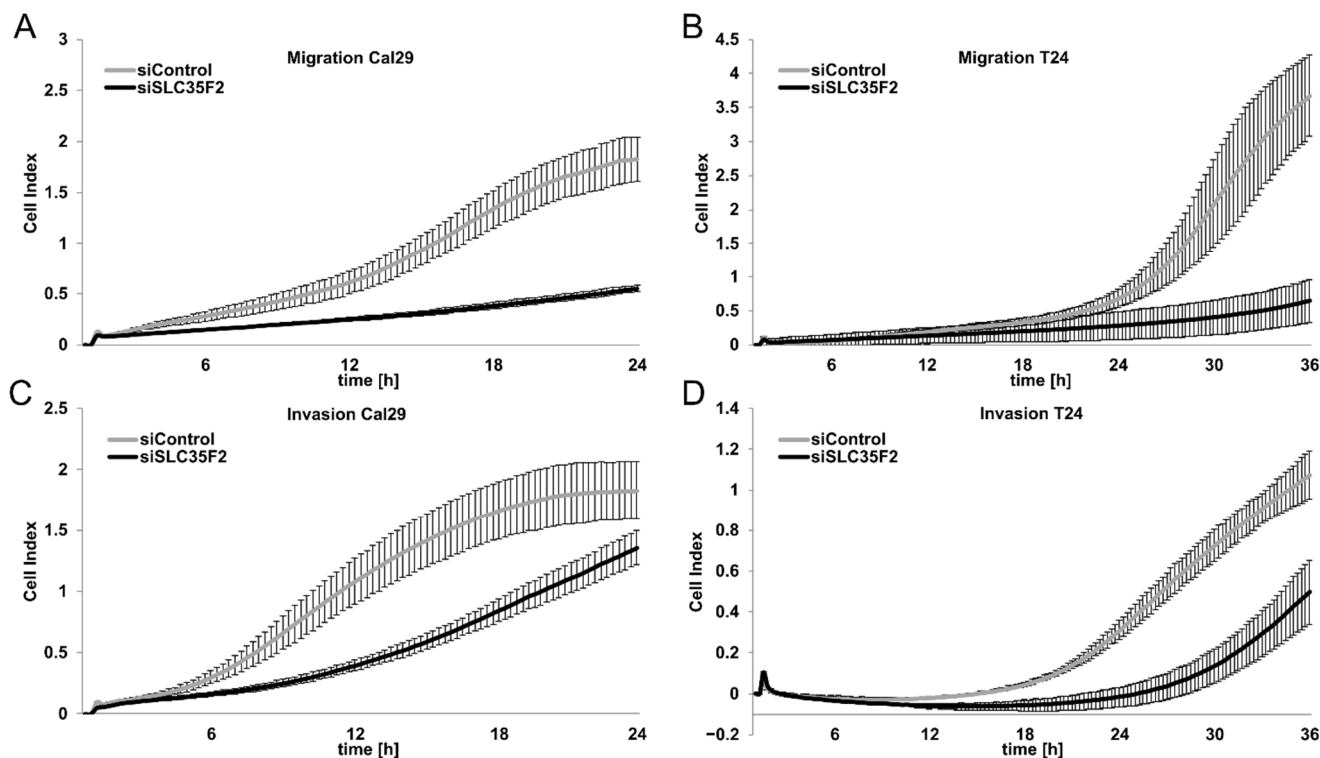 A
Migration Cal29
siControl
siSLC35F2
Cell Index
3
2.5
2
1.5
1
0.5
0
6
12
18
24
time [h]
B
Migration T24
siControl
siSLC35F2
Cell Index
4.5
4
3.5
3
2.5
2
1.5
1
0.5
0
6
12
18
24
30
36
time [h]
C
Invasion Cal29
siControl
siSLC35F2
Cell Index
2.5
2
1.5
1
0.5
0
6
12
18
24
time [h]
D
Invasion T24
siControl
siSLC35F2
Cell Index
1.4
1.2
1
0.8
0.6
0.4
0.2
0
−0.2
6
12
18
24
30
36
time [h]